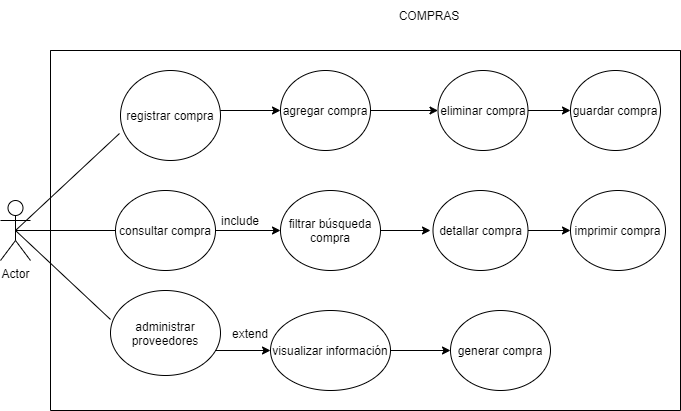 COMPRAS
registrar compra
agregar compra
eliminar compra
guardar compra
consultar compra
include
filtrar búsqueda
compra
detallar compra
imprimir compra
Actor
administrar
proveedores
extend
visualizar información
generar compra